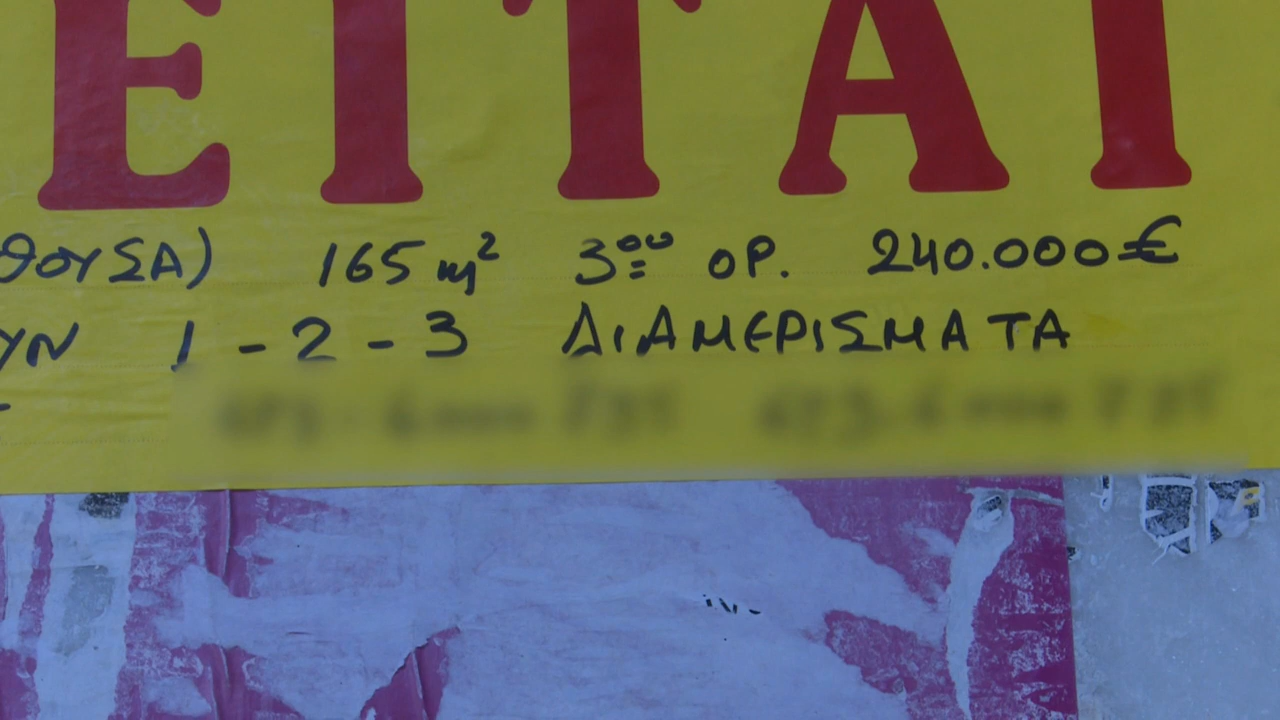 ΕΙΤΑΙ
ΘΟΥΣΑ) 165 m² 3ου ΟΡ. 240.000€
ΥΝ 1-2-3 ΔΙΑΜΕΡΙΣΜΑΤΑ